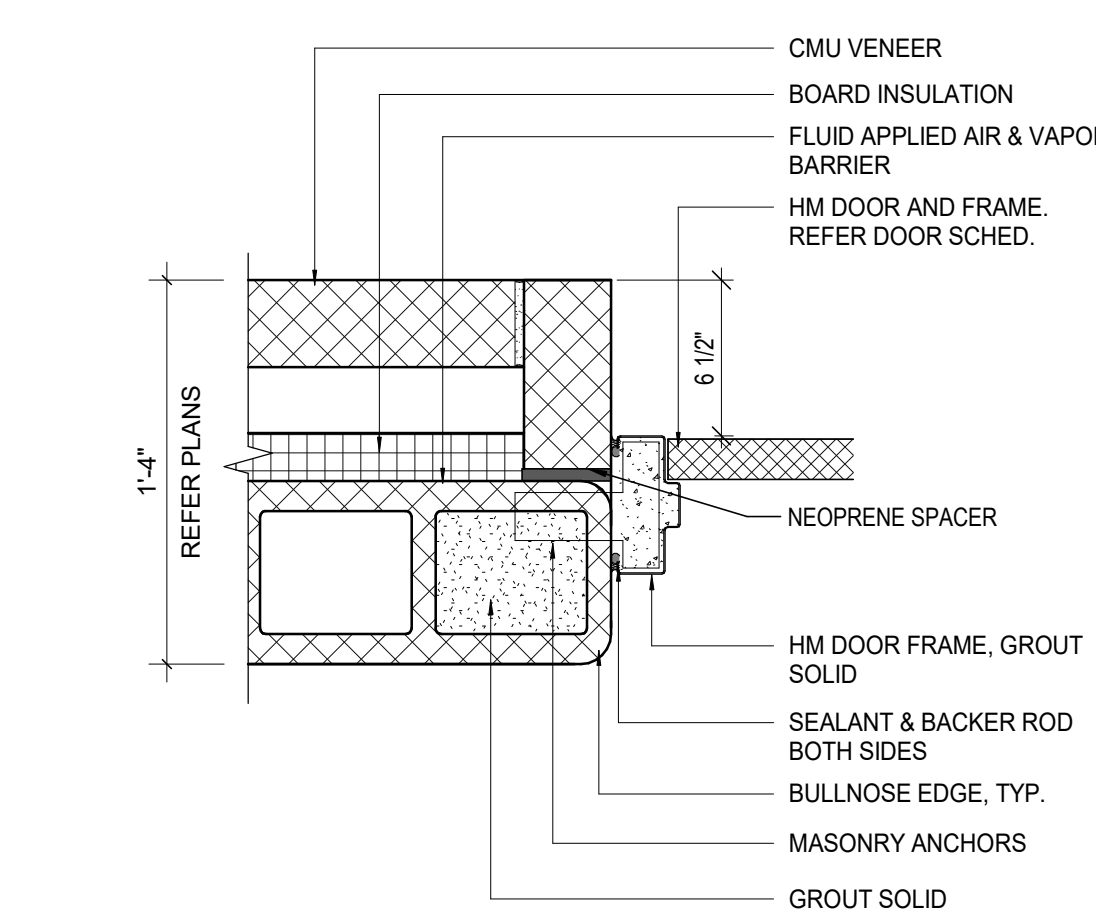 CMU VENEER
BOARD INSULATION
FLUID APPLIED AIR & VAPOR
BARRIER
HM DOOR AND FRAME.
REFER DOOR SCHED.
6 1/2"
1'-4"
REFER PLANS
NEOPRENE SPACER
HM DOOR FRAME, GROUT
SOLID
SEALANT & BACKER ROD
BOTH SIDES
BULLNOSE EDGE, TYP.
MASONRY ANCHORS
GROUT SOLID